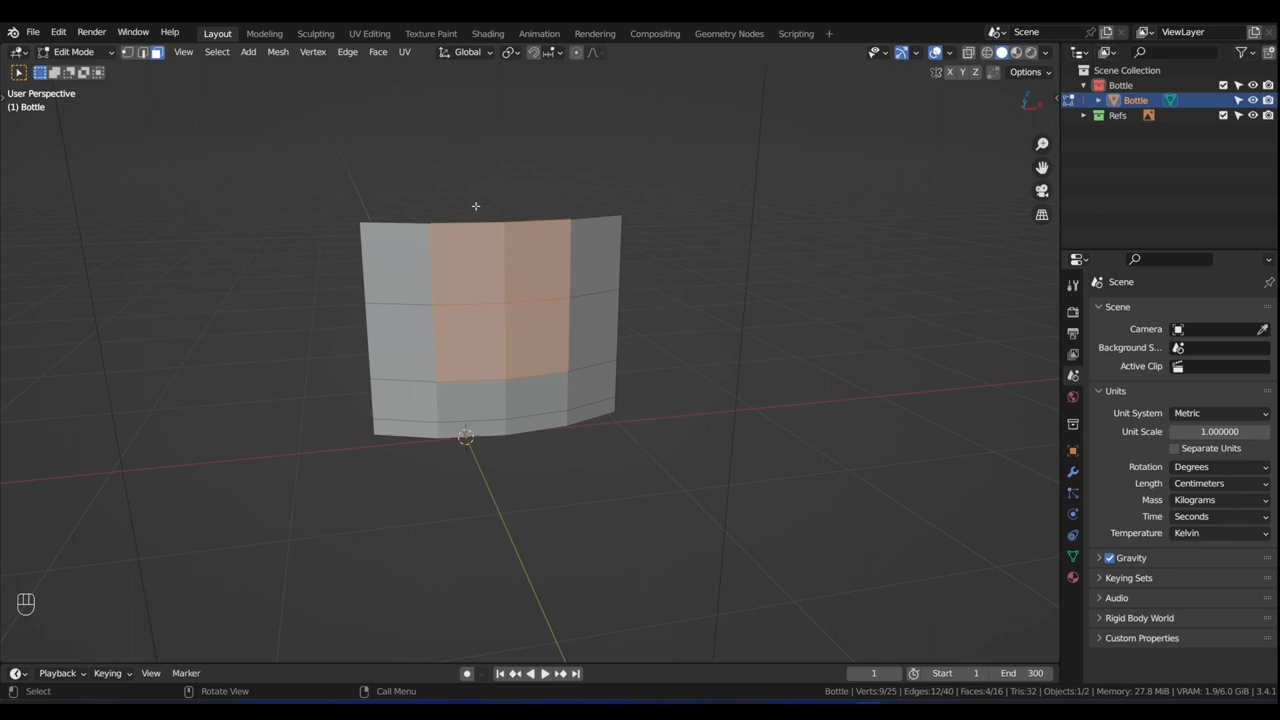 File Edit Render Window Help Layout Modeling Sculpting UV Editing Texture Paint Shading Animation Rendering Compositing Geometry Nodes Scripting + Scene ViewLayer
Edit Mode View Select Add Mesh Vertex Edge Face UV Global
X Y Z Options
User Perspective
(1) Bottle
Scene Collection
Bottle
Bottle
Refs
Scene
Scene
Camera
Background S...
Active Clip
Units
Unit System Metric
Unit Scale 1.000000
Separate Units
Rotation Degrees
Length Centimeters
Mass Kilograms
Time Seconds
Temperature Kelvin
Gravity
Keying Sets
Audio
Rigid Body World
Custom Properties
Playback Keying View Marker 1 Start 1 End 300
Select Rotate View Call Menu Bottle | Verts:9/25 | Edges:12/40 | Faces:4/16 | Tris:32 | Objects:1/2 | Memory: 27.8 MiB | VRAM: 1.9/6.0 GiB | 3.4.1